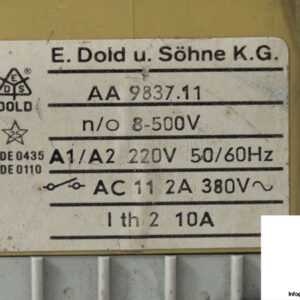 E. Dold u. Söhne K.G.
E
D S
DOLD
AA 9837.11
n/o 8-500V
DE 0435
DE 0110
A1/A2 220V 50/60Hz
AC 11 2A 380V~
I th 2 10A